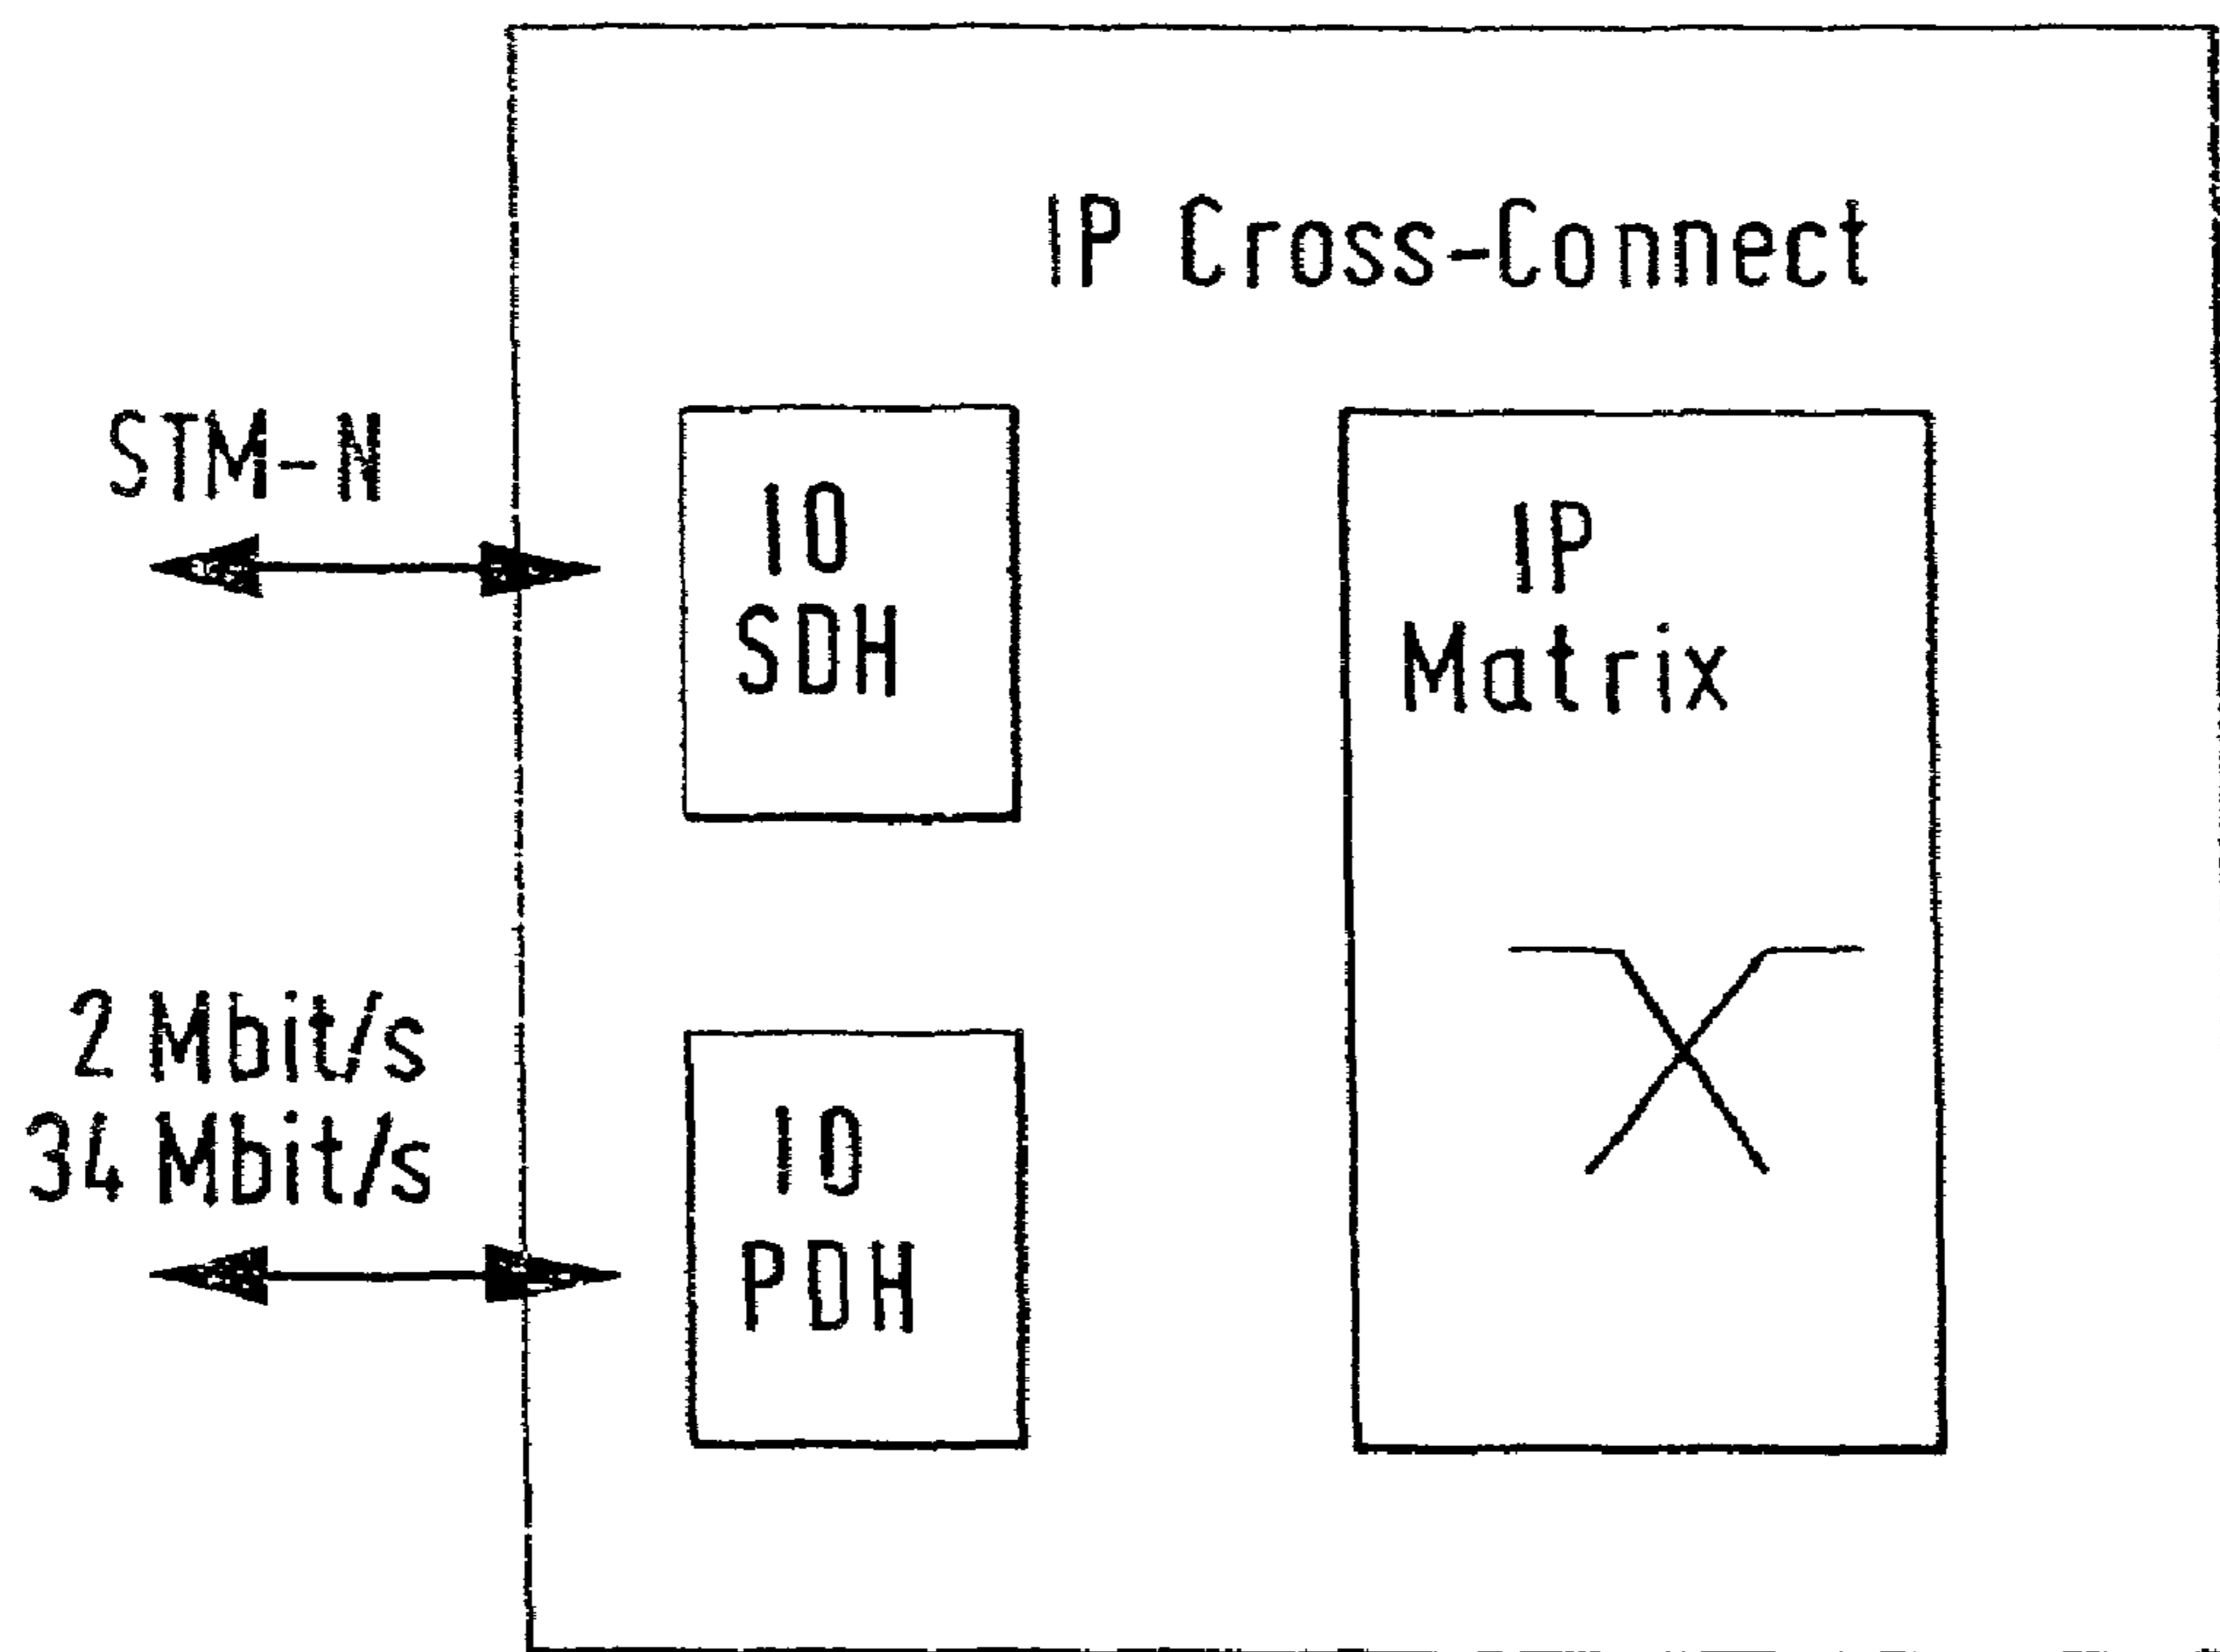 IP Cross-Connect
STM-N
IO
SDH
IP
Matrix
2 Mbit/s
34 Mbit/s
IO
PDH